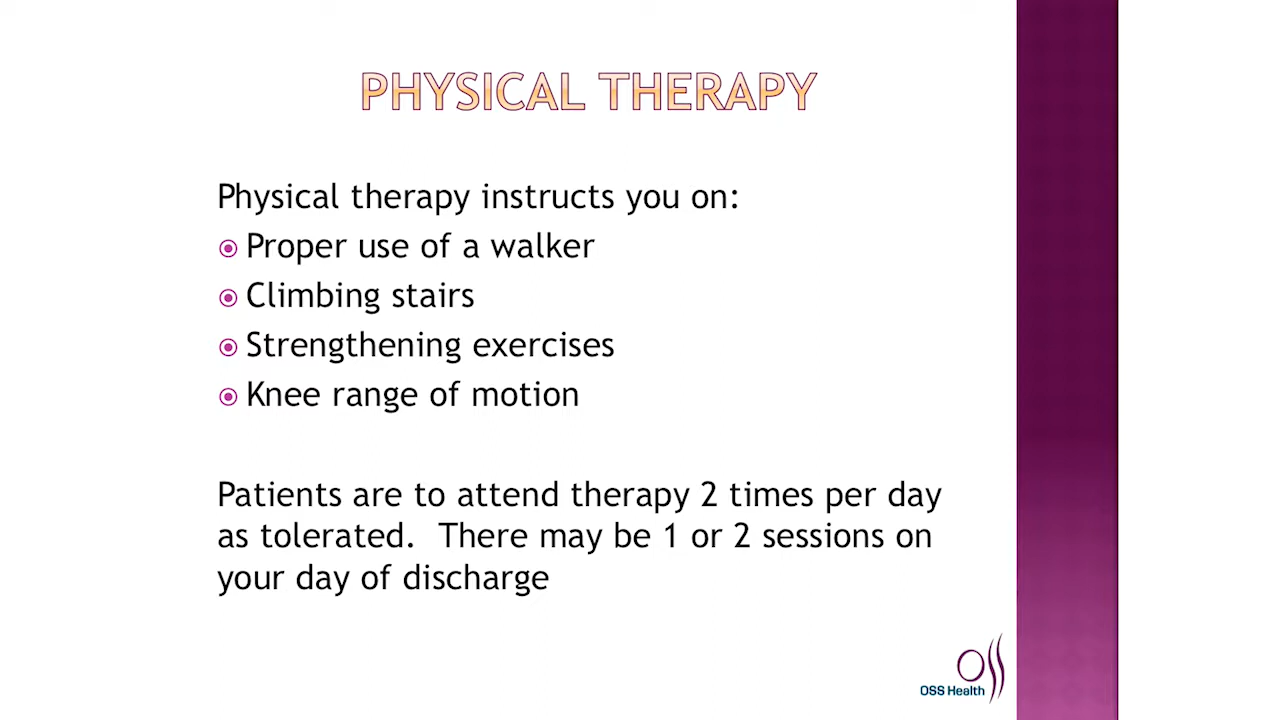 PHYSICAL THERAPY
Physical therapy instructs you on:
Proper use of a walker
Climbing stairs
Strengthening exercises
Knee range of motion
Patients are to attend therapy 2 times per day
as tolerated. There may be 1 or 2 sessions on
your day of discharge
OSS Health